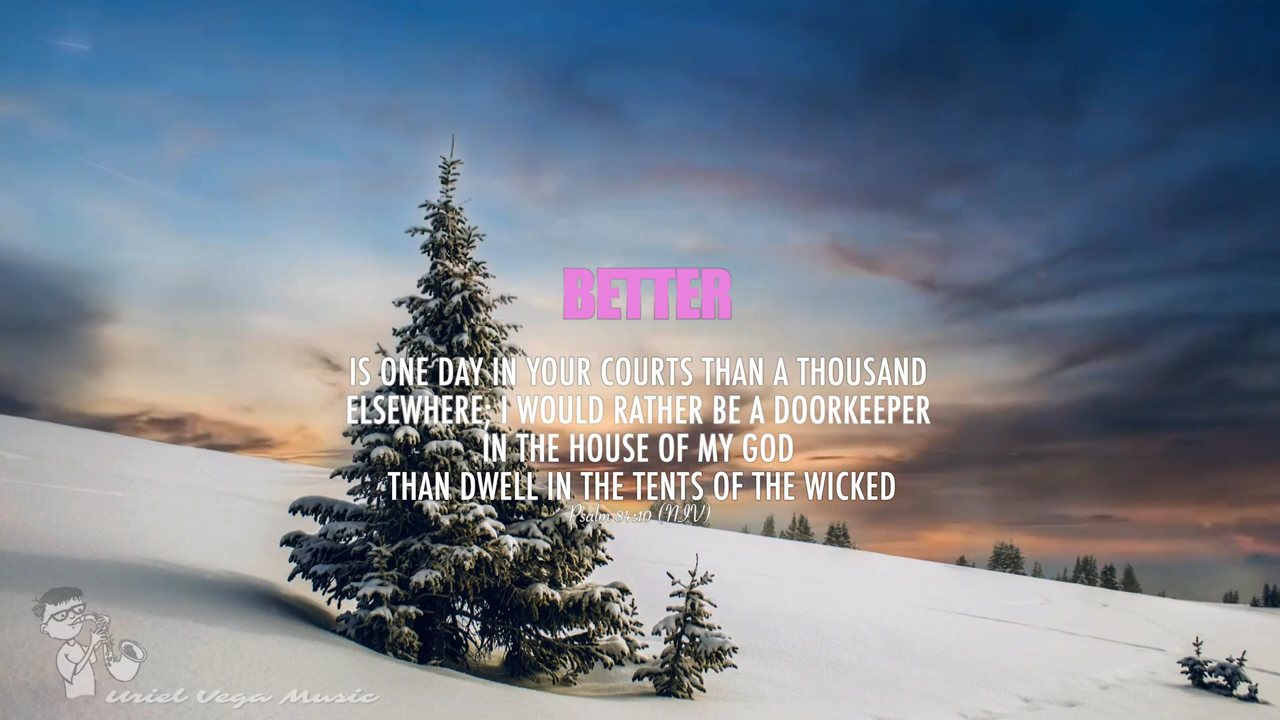 BETTER
IS ONE DAY IN YOUR COURTS THAN A THOUSAND
ELSEWHERE; I WOULD RATHER BE A DOORKEEPER
IN THE HOUSE OF MY GOD
THAN DWELL IN THE TENTS OF THE WICKED
Psalm 84:10 (NIV)
Uriel Vega Music